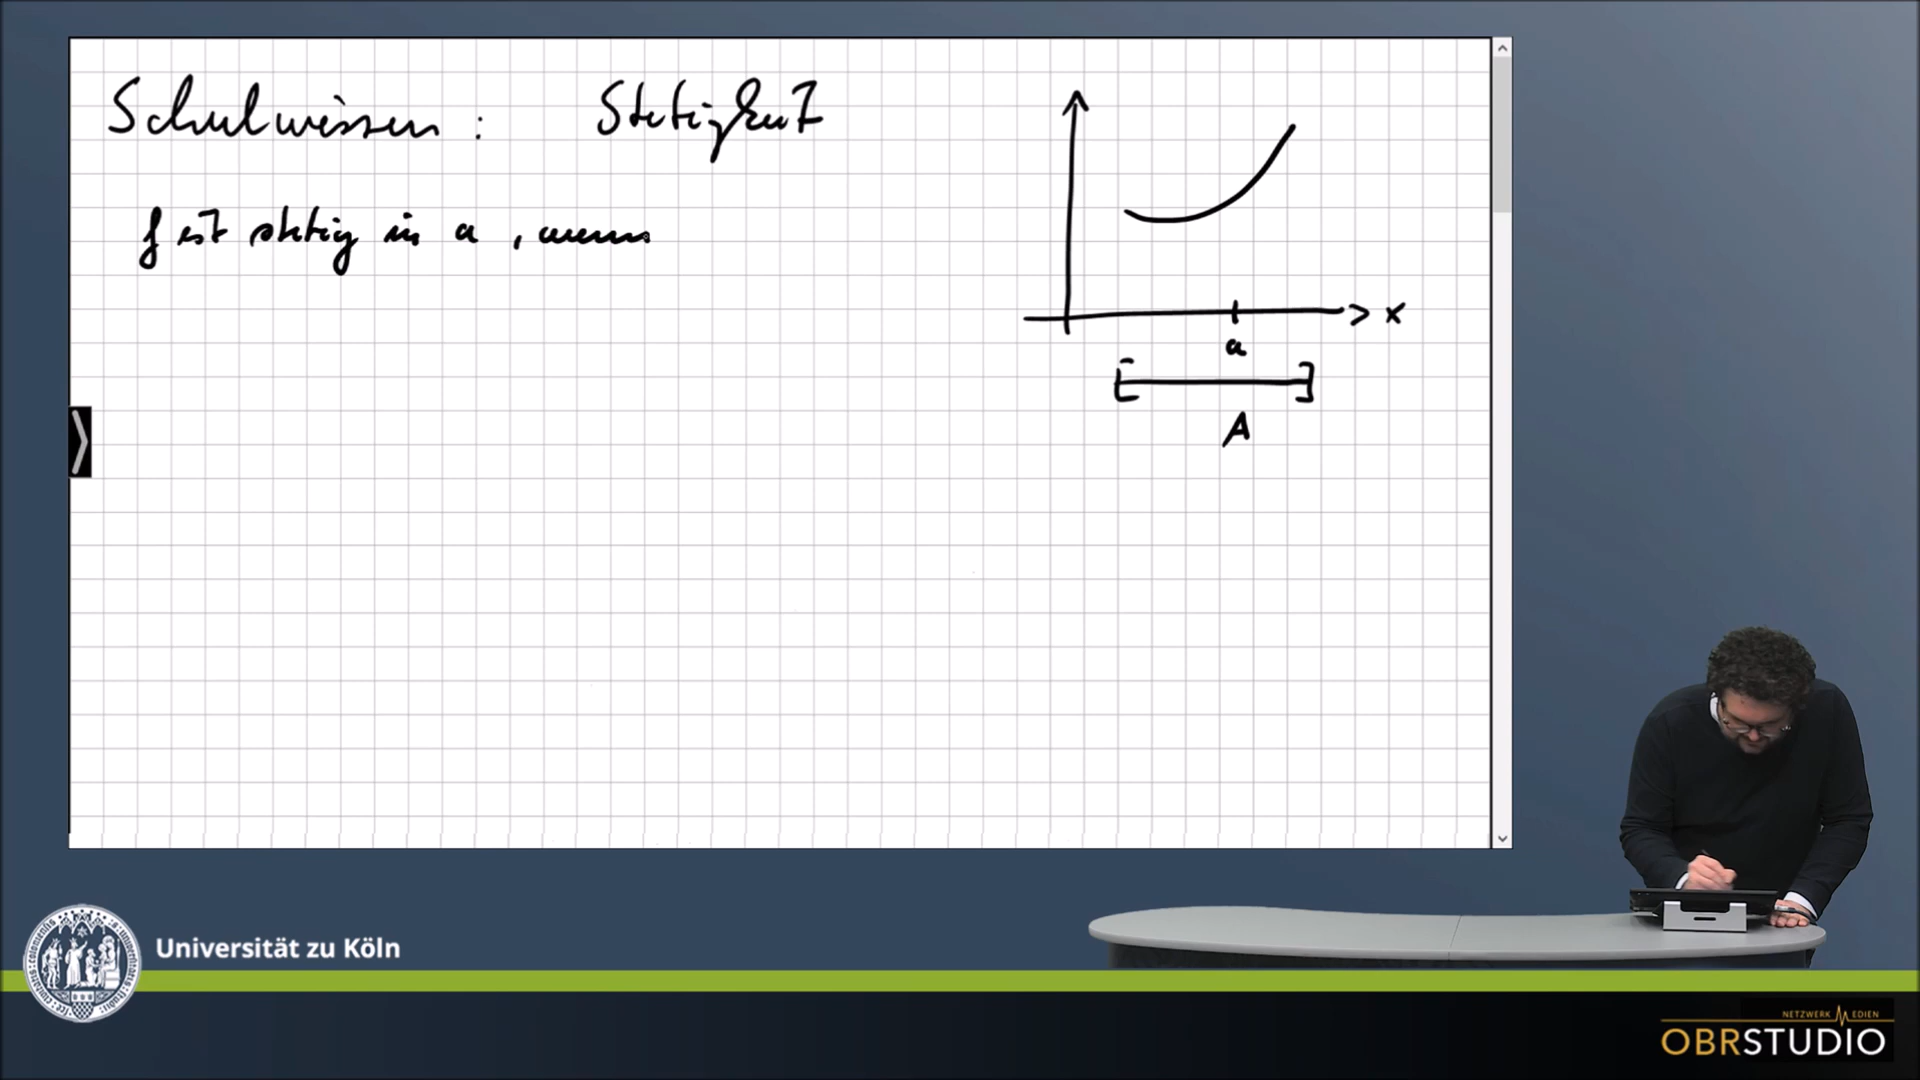 Schulwissen : Stetigkeit
f ist stetig in a , wenn
x
a
A
Universität zu Köln
NETZWERK MEDIEN
OBRSTUDIO